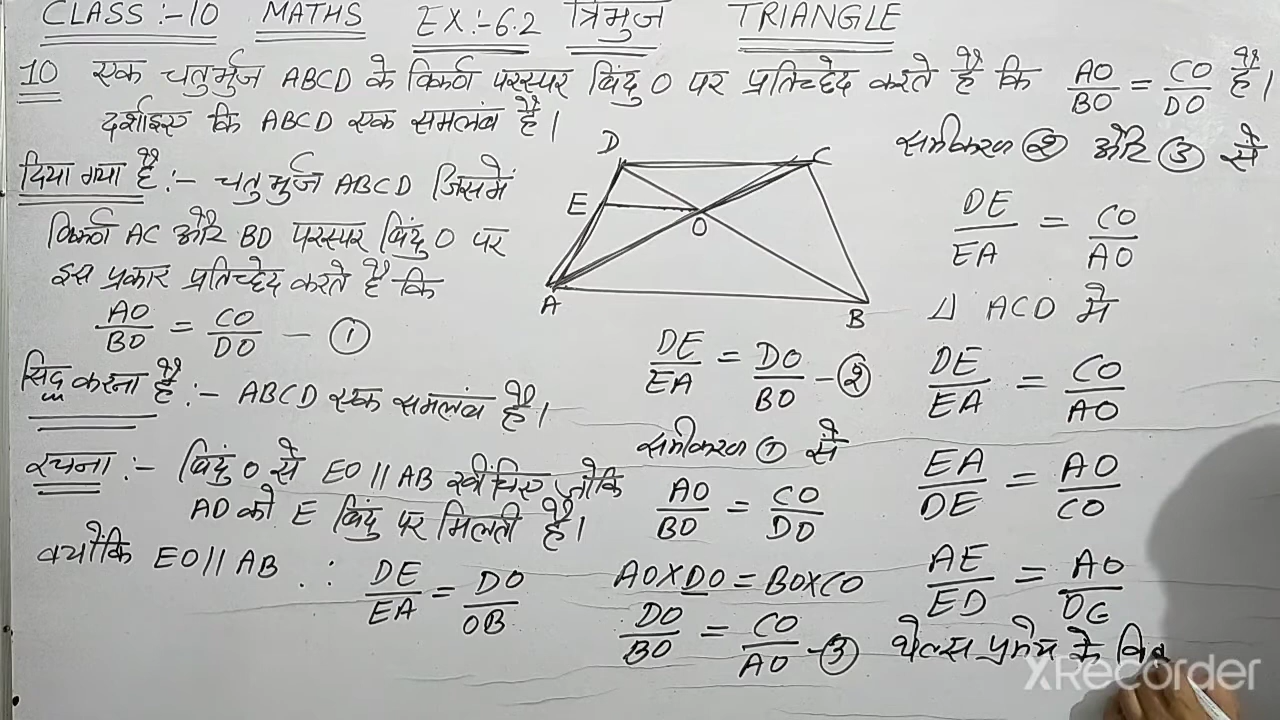 CLASS :- 10 MATHS EX :- 6.2 त्रिभुज TRIANGLE
10 एक चतुर्भुज ABCD के विकर्ण परस्पर बिंदु O पर प्रतिच्छेद करते हैं कि AO/BO = CO/DO हैं।
दर्शाइए कि ABCD एक समलंब है।
दिया गया है :- चतुर्भुज ABCD जिसमें
विकर्ण AC और BD परस्पर बिंदु O पर
इस प्रकार प्रतिच्छेद करते हैं कि
AO/BO = CO/DO — ①
सिद्ध करना है :- ABCD एक समलंब है।
रचना :- बिंदु O से EO || AB खींचिए जोकि
AD को E बिंदु पर मिलती है।
क्योंकि EO || AB ∴ DE/EA = DO/OB
D C
E O
A B
DE/EA = DO/BO — ②
समीकरण ① से
AO/BO = CO/DO
AO×DO = BO×CO
DO/BO = CO/AO — ③
समीकरण ② और ③ से
DE/EA = CO/AO
△ ACD में
DE/EA = CO/AO
EA/DE = AO/CO
AE/ED = AO/OC
थेल्स प्रमेय के
XRecorder